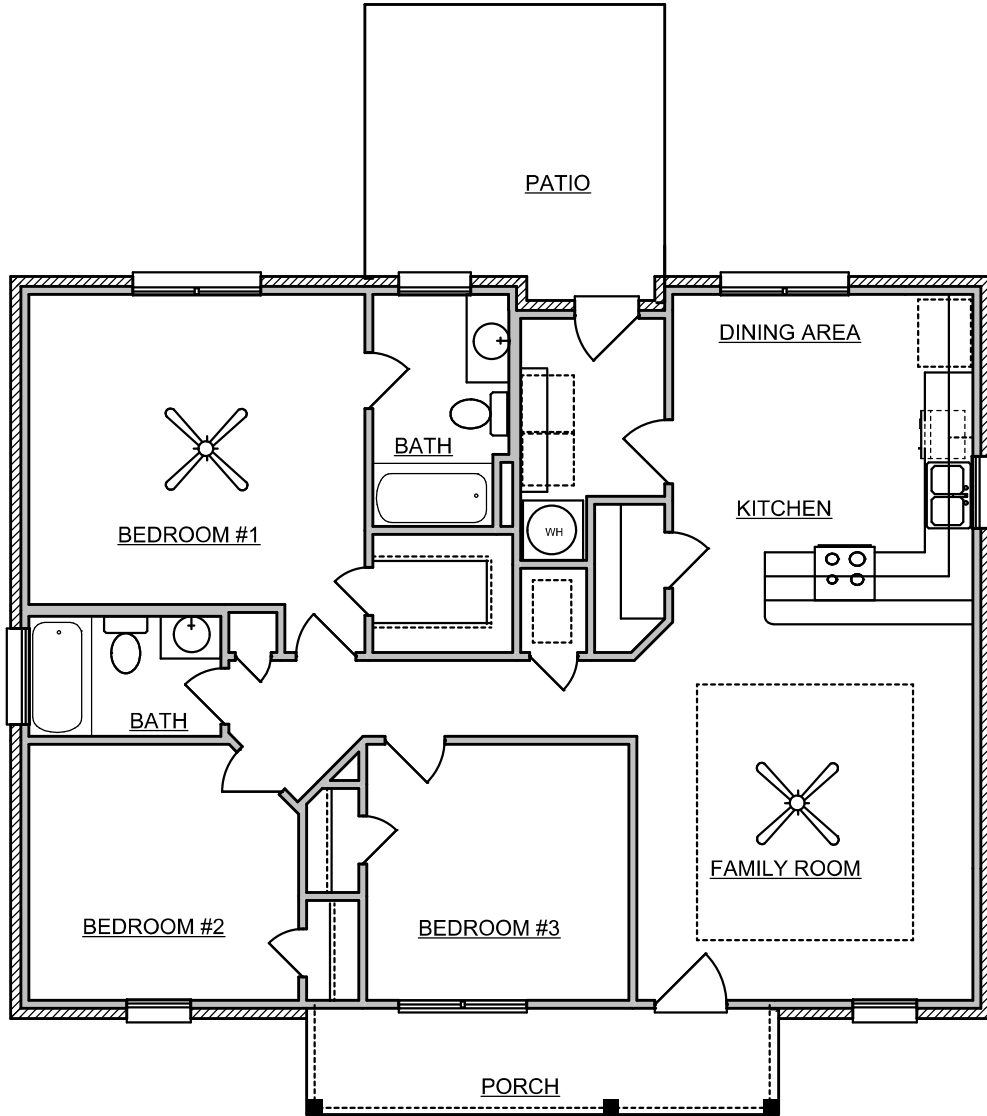 PATIO
DINING AREA
BATH
KITCHEN
BEDROOM #1
WH
BATH
FAMILY ROOM
BEDROOM #2
BEDROOM #3
PORCH